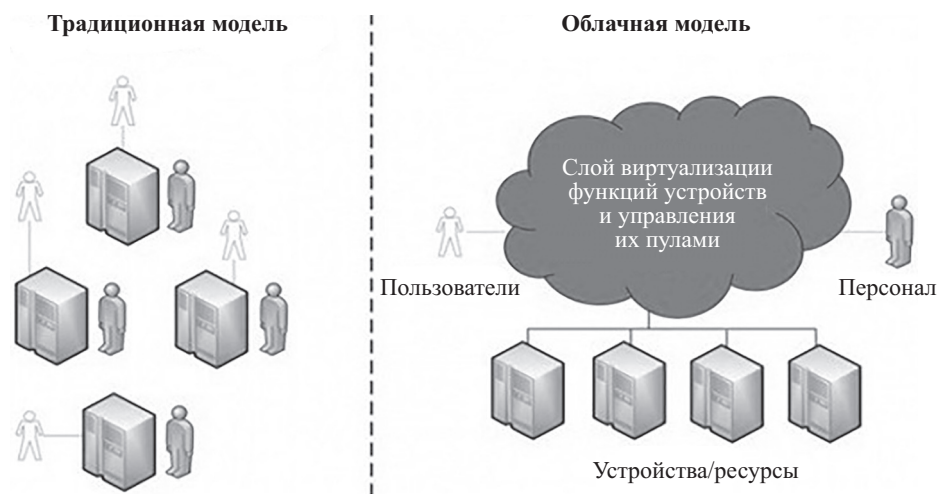 Традиционная модель
Облачная модель
Слой виртуализации
функций устройств
и управления
их пулами
Пользователи
Персонал
Устройства/ресурсы